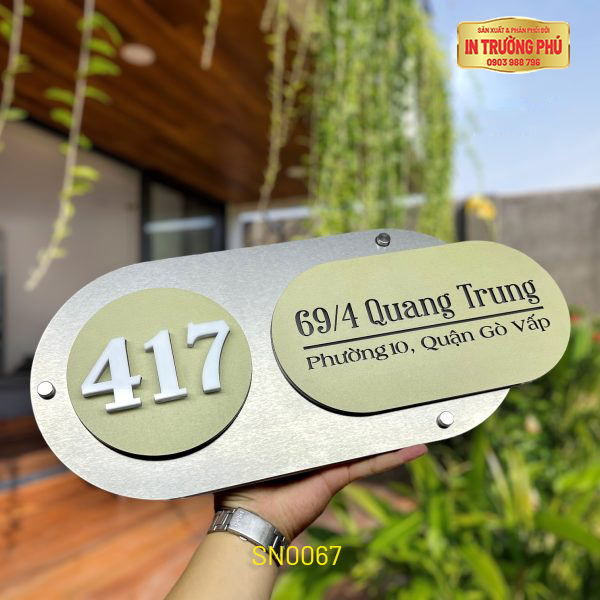 SẢN XUẤT & PHÂN PHỐI BỞI
IN TRƯỜNG PHÚ
0903 988 796
417
69/4 Quang Trung
Phường 10, Quận Gò Vấp
SN0067